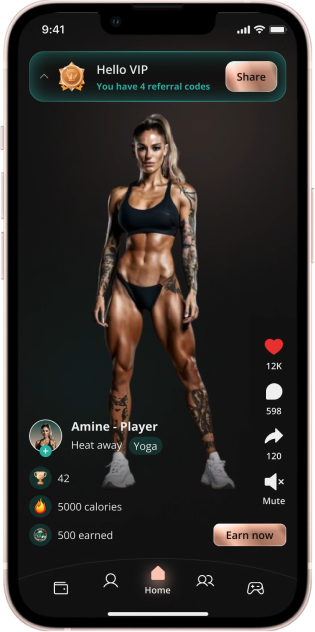 9:41
Hello VIP
You have 4 referral codes
Share
12K
598
120
Mute
Amine - Player
Heat away Yoga
42
5000 calories
500 earned
Earn now
Home